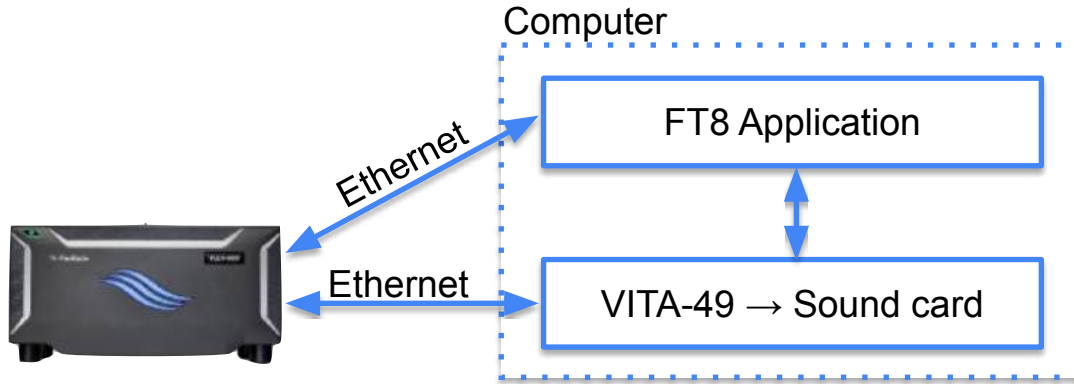 Computer
FT8 Application
Ethernet
Ethernet
VITA-49 → Sound card